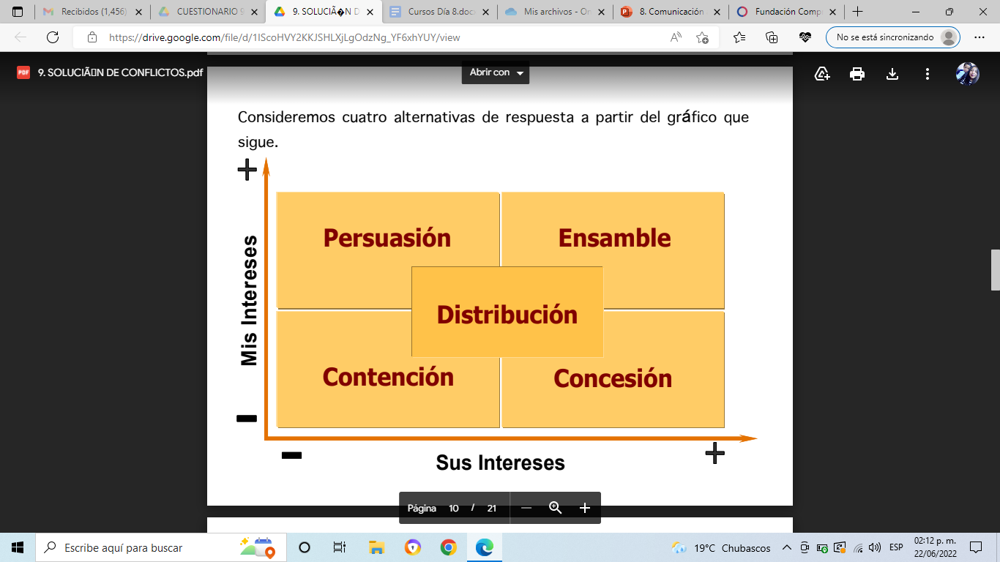 Recibidos (1,456)
CUESTIONARIO 9
9. SOLUCIÃ�N D
Cursos Día 8.docx
Mis archivos - On
8. Comunicación
Fundación Comp
https://drive.google.com/file/d/1IScoHVY2KKJSHLXjLgOdzNg_YF6xhYUY/view
No se está sincronizando
PDF 9. SOLUCIÃ▯N DE CONFLICTOS.pdf
Abrir con
Consideremos cuatro alternativas de respuesta a partir del gráfico que
sigue.
+
Mis Intereses
-
Persuasión
Ensamble
Distribución
Contención
Concesión
-
Sus Intereses
+
Página 10 / 21
Escribe aquí para buscar
19°C Chubascos
ESP
02:12 p. m.
22/06/2022